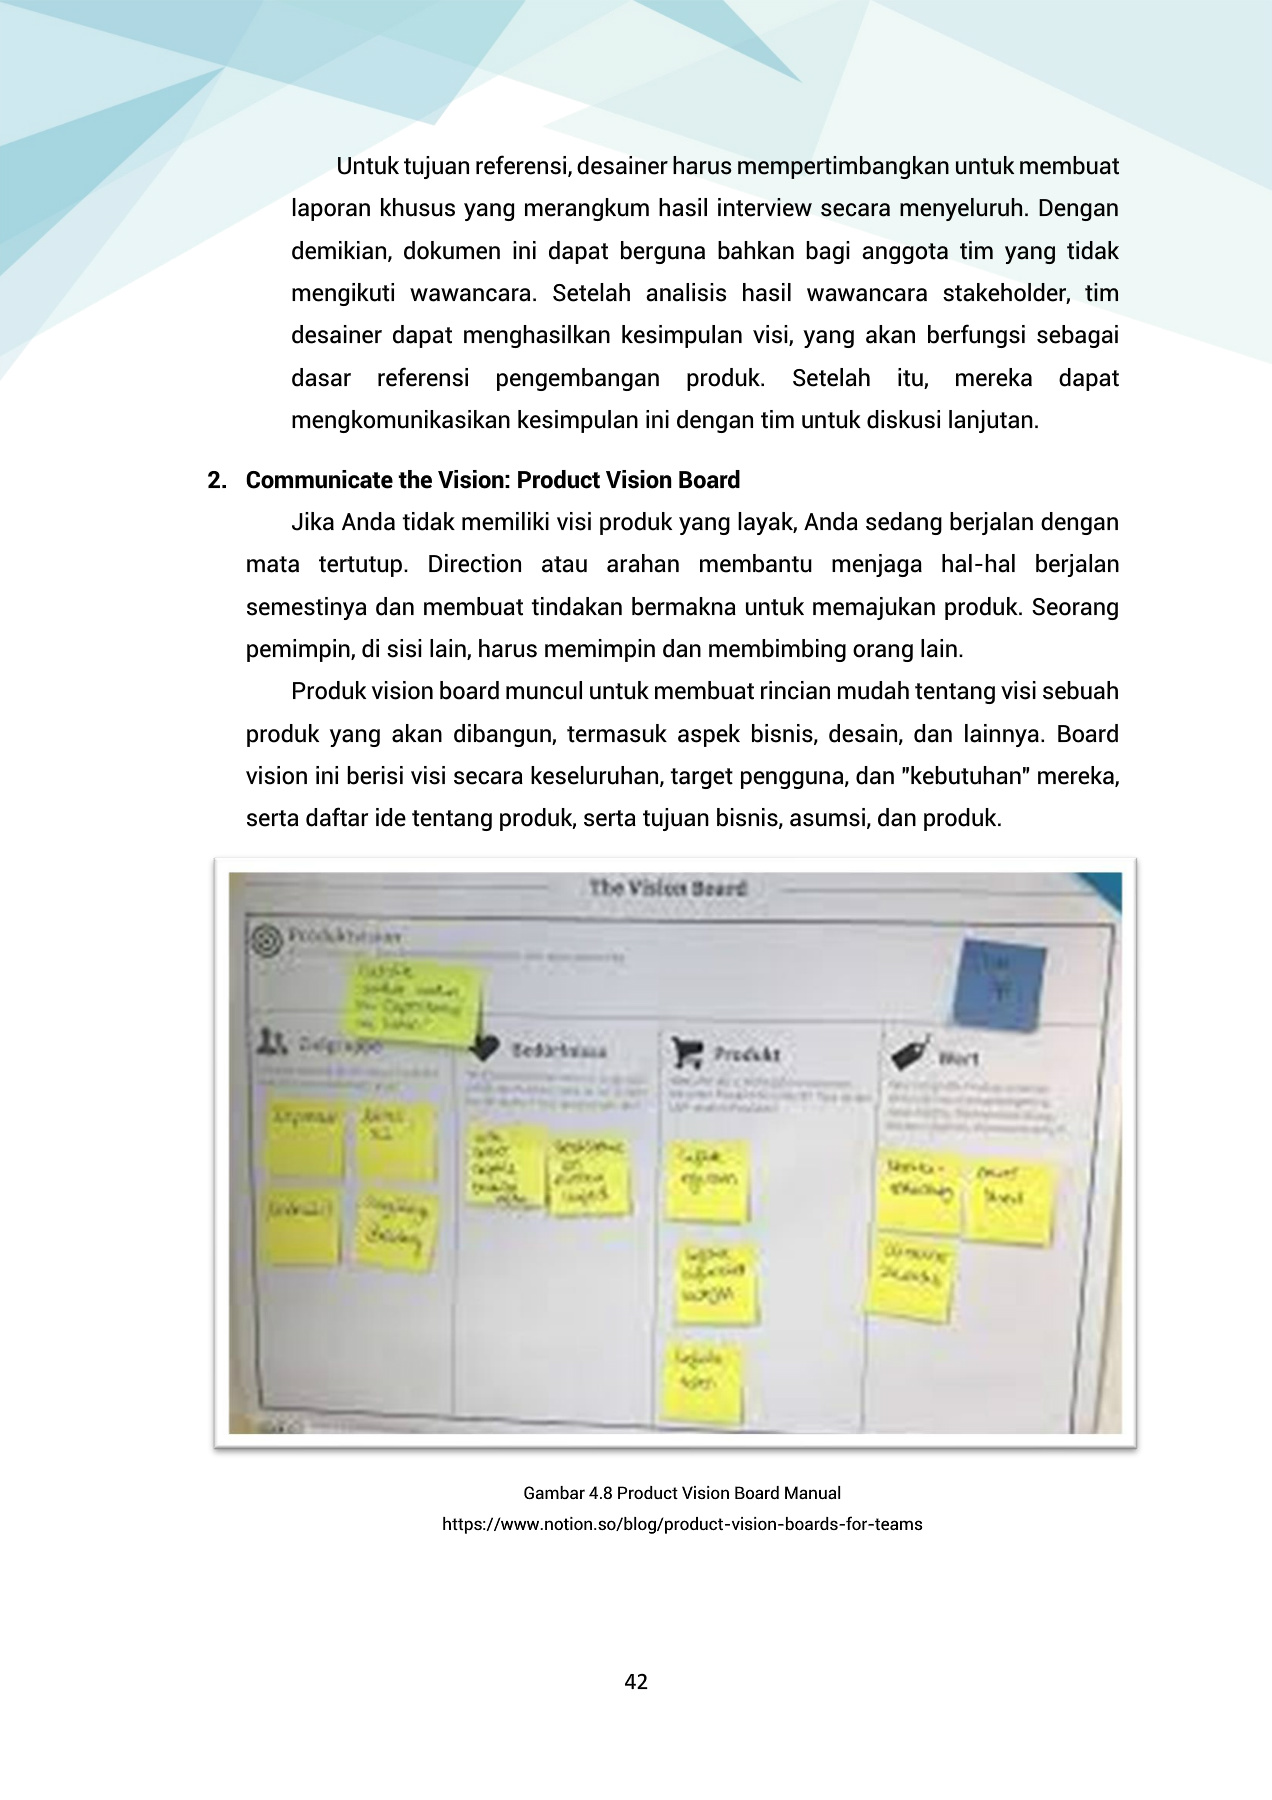 Untuk tujuan referensi, desainer harus mempertimbangkan untuk membuat
laporan khusus yang merangkum hasil interview secara menyeluruh. Dengan
demikian, dokumen ini dapat berguna bahkan bagi anggota tim yang tidak
mengikuti wawancara. Setelah analisis hasil wawancara stakeholder, tim
desainer dapat menghasilkan kesimpulan visi, yang akan berfungsi sebagai
dasar referensi pengembangan produk. Setelah itu, mereka dapat
mengkomunikasikan kesimpulan ini dengan tim untuk diskusi lanjutan.
2. Communicate the Vision: Product Vision Board
Jika Anda tidak memiliki visi produk yang layak, Anda sedang berjalan dengan
mata tertutup. Direction atau arahan membantu menjaga hal-hal berjalan
semestinya dan membuat tindakan bermakna untuk memajukan produk. Seorang
pemimpin, di sisi lain, harus memimpin dan membimbing orang lain.
Produk vision board muncul untuk membuat rincian mudah tentang visi sebuah
produk yang akan dibangun, termasuk aspek bisnis, desain, dan lainnya. Board
vision ini berisi visi secara keseluruhan, target pengguna, dan "kebutuhan" mereka,
serta daftar ide tentang produk, serta tujuan bisnis, asumsi, dan produk.
The Vision Board
Produktvision
Zielgruppe
Bedürfnisse
Produkt
Wert
Gambar 4.8 Product Vision Board Manual
https://www.notion.so/blog/product-vision-boards-for-teams
42